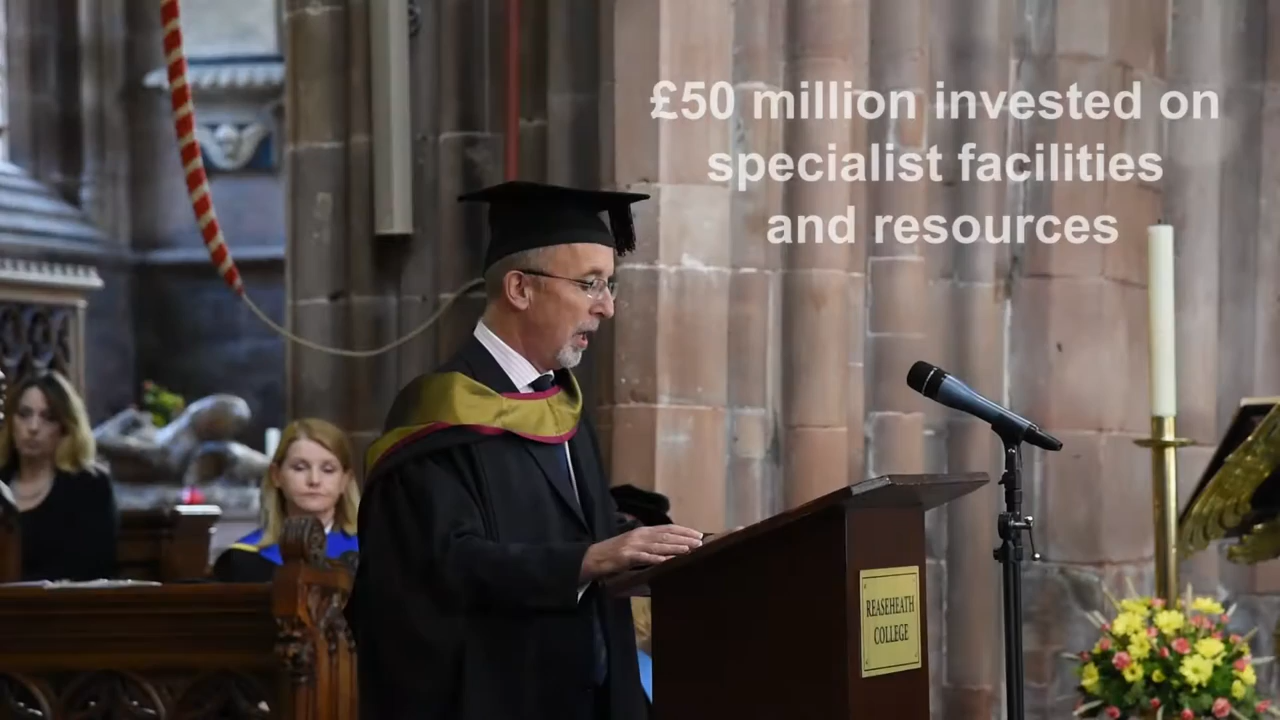 £50 million invested on
specialist facilities
and resources
REASEHEATH
COLLEGE